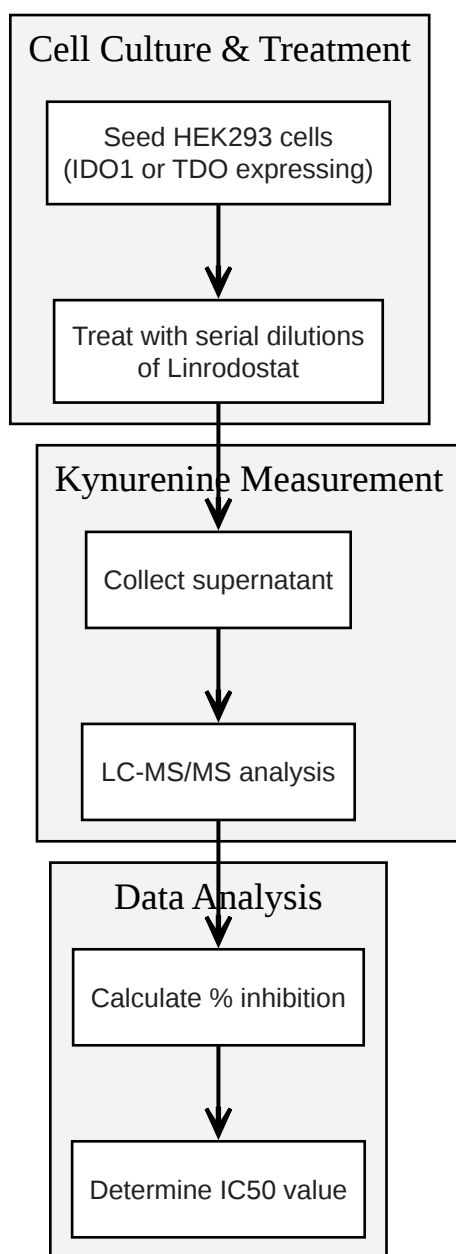 Cell Culture & Treatment
Seed HEK293 cells
(IDO1 or TDO expressing)
Treat with serial dilutions
of Linrodostat
Kynurenine Measurement
Collect supernatant
LC-MS/MS analysis
Data Analysis
Calculate % inhibition
Determine IC50 value